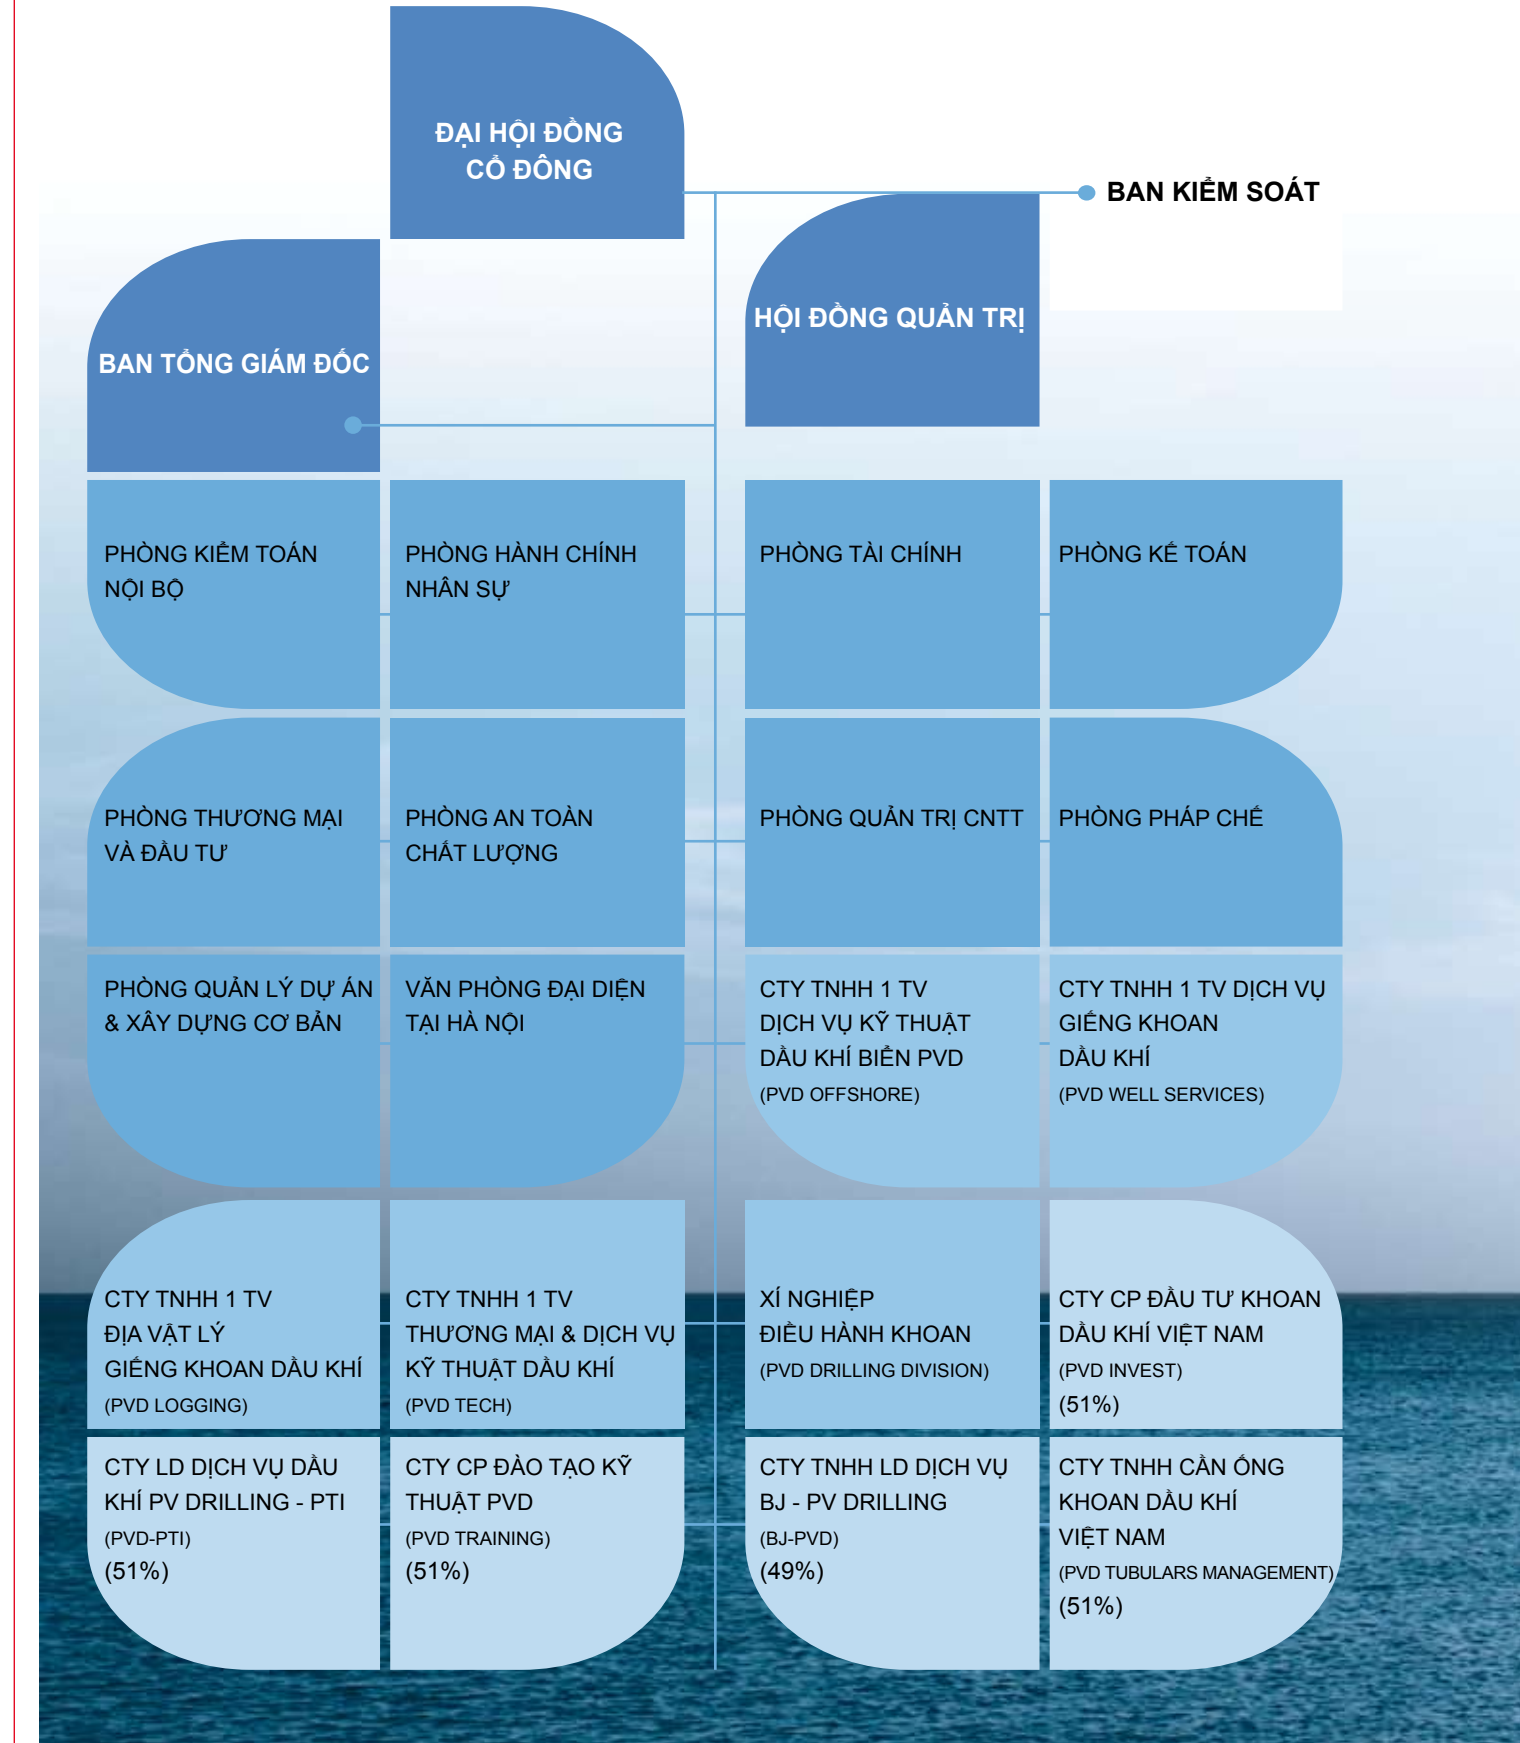 ĐẠI HỘI ĐỒNG
CỔ ĐÔNG
BAN KIỂM SOÁT
HỘI ĐỒNG QUẢN TRỊ
BAN TỔNG GIÁM ĐỐC
PHÒNG KIỂM TOÁN
NỘI BỘ
PHÒNG HÀNH CHÍNH
NHÂN SỰ
PHÒNG TÀI CHÍNH
PHÒNG KẾ TOÁN
PHÒNG THƯƠNG MẠI
VÀ ĐẦU TƯ
PHÒNG AN TOÀN
CHẤT LƯỢNG
PHÒNG QUẢN TRỊ CNTT
PHÒNG PHÁP CHẾ
PHÒNG QUẢN LÝ DỰ ÁN
& XÂY DỰNG CƠ BẢN
VĂN PHÒNG ĐẠI DIỆN
TẠI HÀ NỘI
CTY TNHH 1 TV
DỊCH VỤ KỸ THUẬT
DẦU KHÍ BIỂN PVD
(PVD OFFSHORE)
CTY TNHH 1 TV DỊCH VỤ
GIẾNG KHOAN
DẦU KHÍ
(PVD WELL SERVICES)
CTY TNHH 1 TV
ĐỊA VẬT LÝ
GIẾNG KHOAN DẦU KHÍ
(PVD LOGGING)
CTY TNHH 1 TV
THƯƠNG MẠI & DỊCH VỤ
KỸ THUẬT DẦU KHÍ
(PVD TECH)
XÍ NGHIỆP
ĐIỀU HÀNH KHOAN
(PVD DRILLING DIVISION)
CTY CP ĐẦU TƯ KHOAN
DẦU KHÍ VIỆT NAM
(PVD INVEST)
(51%)
CTY LD DỊCH VỤ DẦU
KHÍ PV DRILLING - PTI
(PVD-PTI)
(51%)
CTY CP ĐÀO TẠO KỸ
THUẬT PVD
(PVD TRAINING)
(51%)
CTY TNHH LD DỊCH VỤ
BJ - PV DRILLING
(BJ-PVD)
(49%)
CTY TNHH CẦN ỐNG
KHOAN DẦU KHÍ
VIỆT NAM
(PVD TUBULARS MANAGEMENT)
(51%)